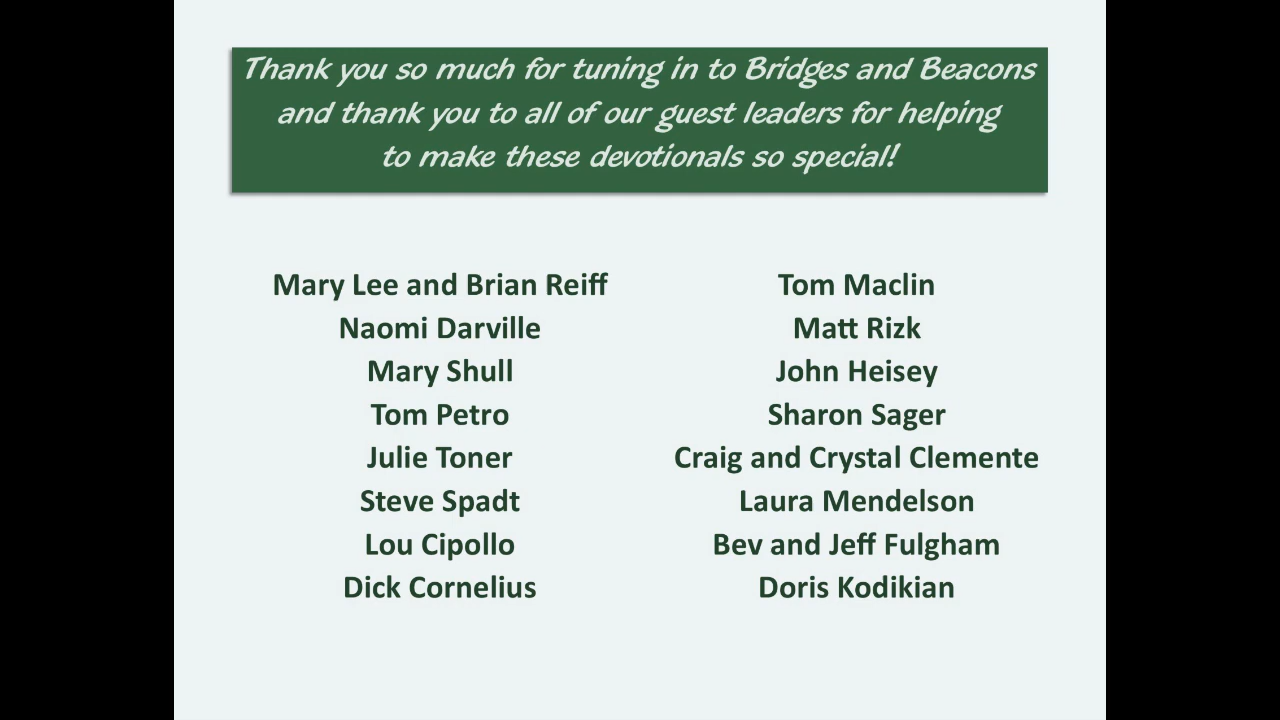 Thank you so much for tuning in to Bridges and Beacons
and thank you to all of our guest leaders for helping
to make these devotionals so special!
Mary Lee and Brian Reiff
Naomi Darville
Mary Shull
Tom Petro
Julie Toner
Steve Spadt
Lou Cipollo
Dick Cornelius
Tom Maclin
Matt Rizk
John Heisey
Sharon Sager
Craig and Crystal Clemente
Laura Mendelson
Bev and Jeff Fulgham
Doris Kodikian